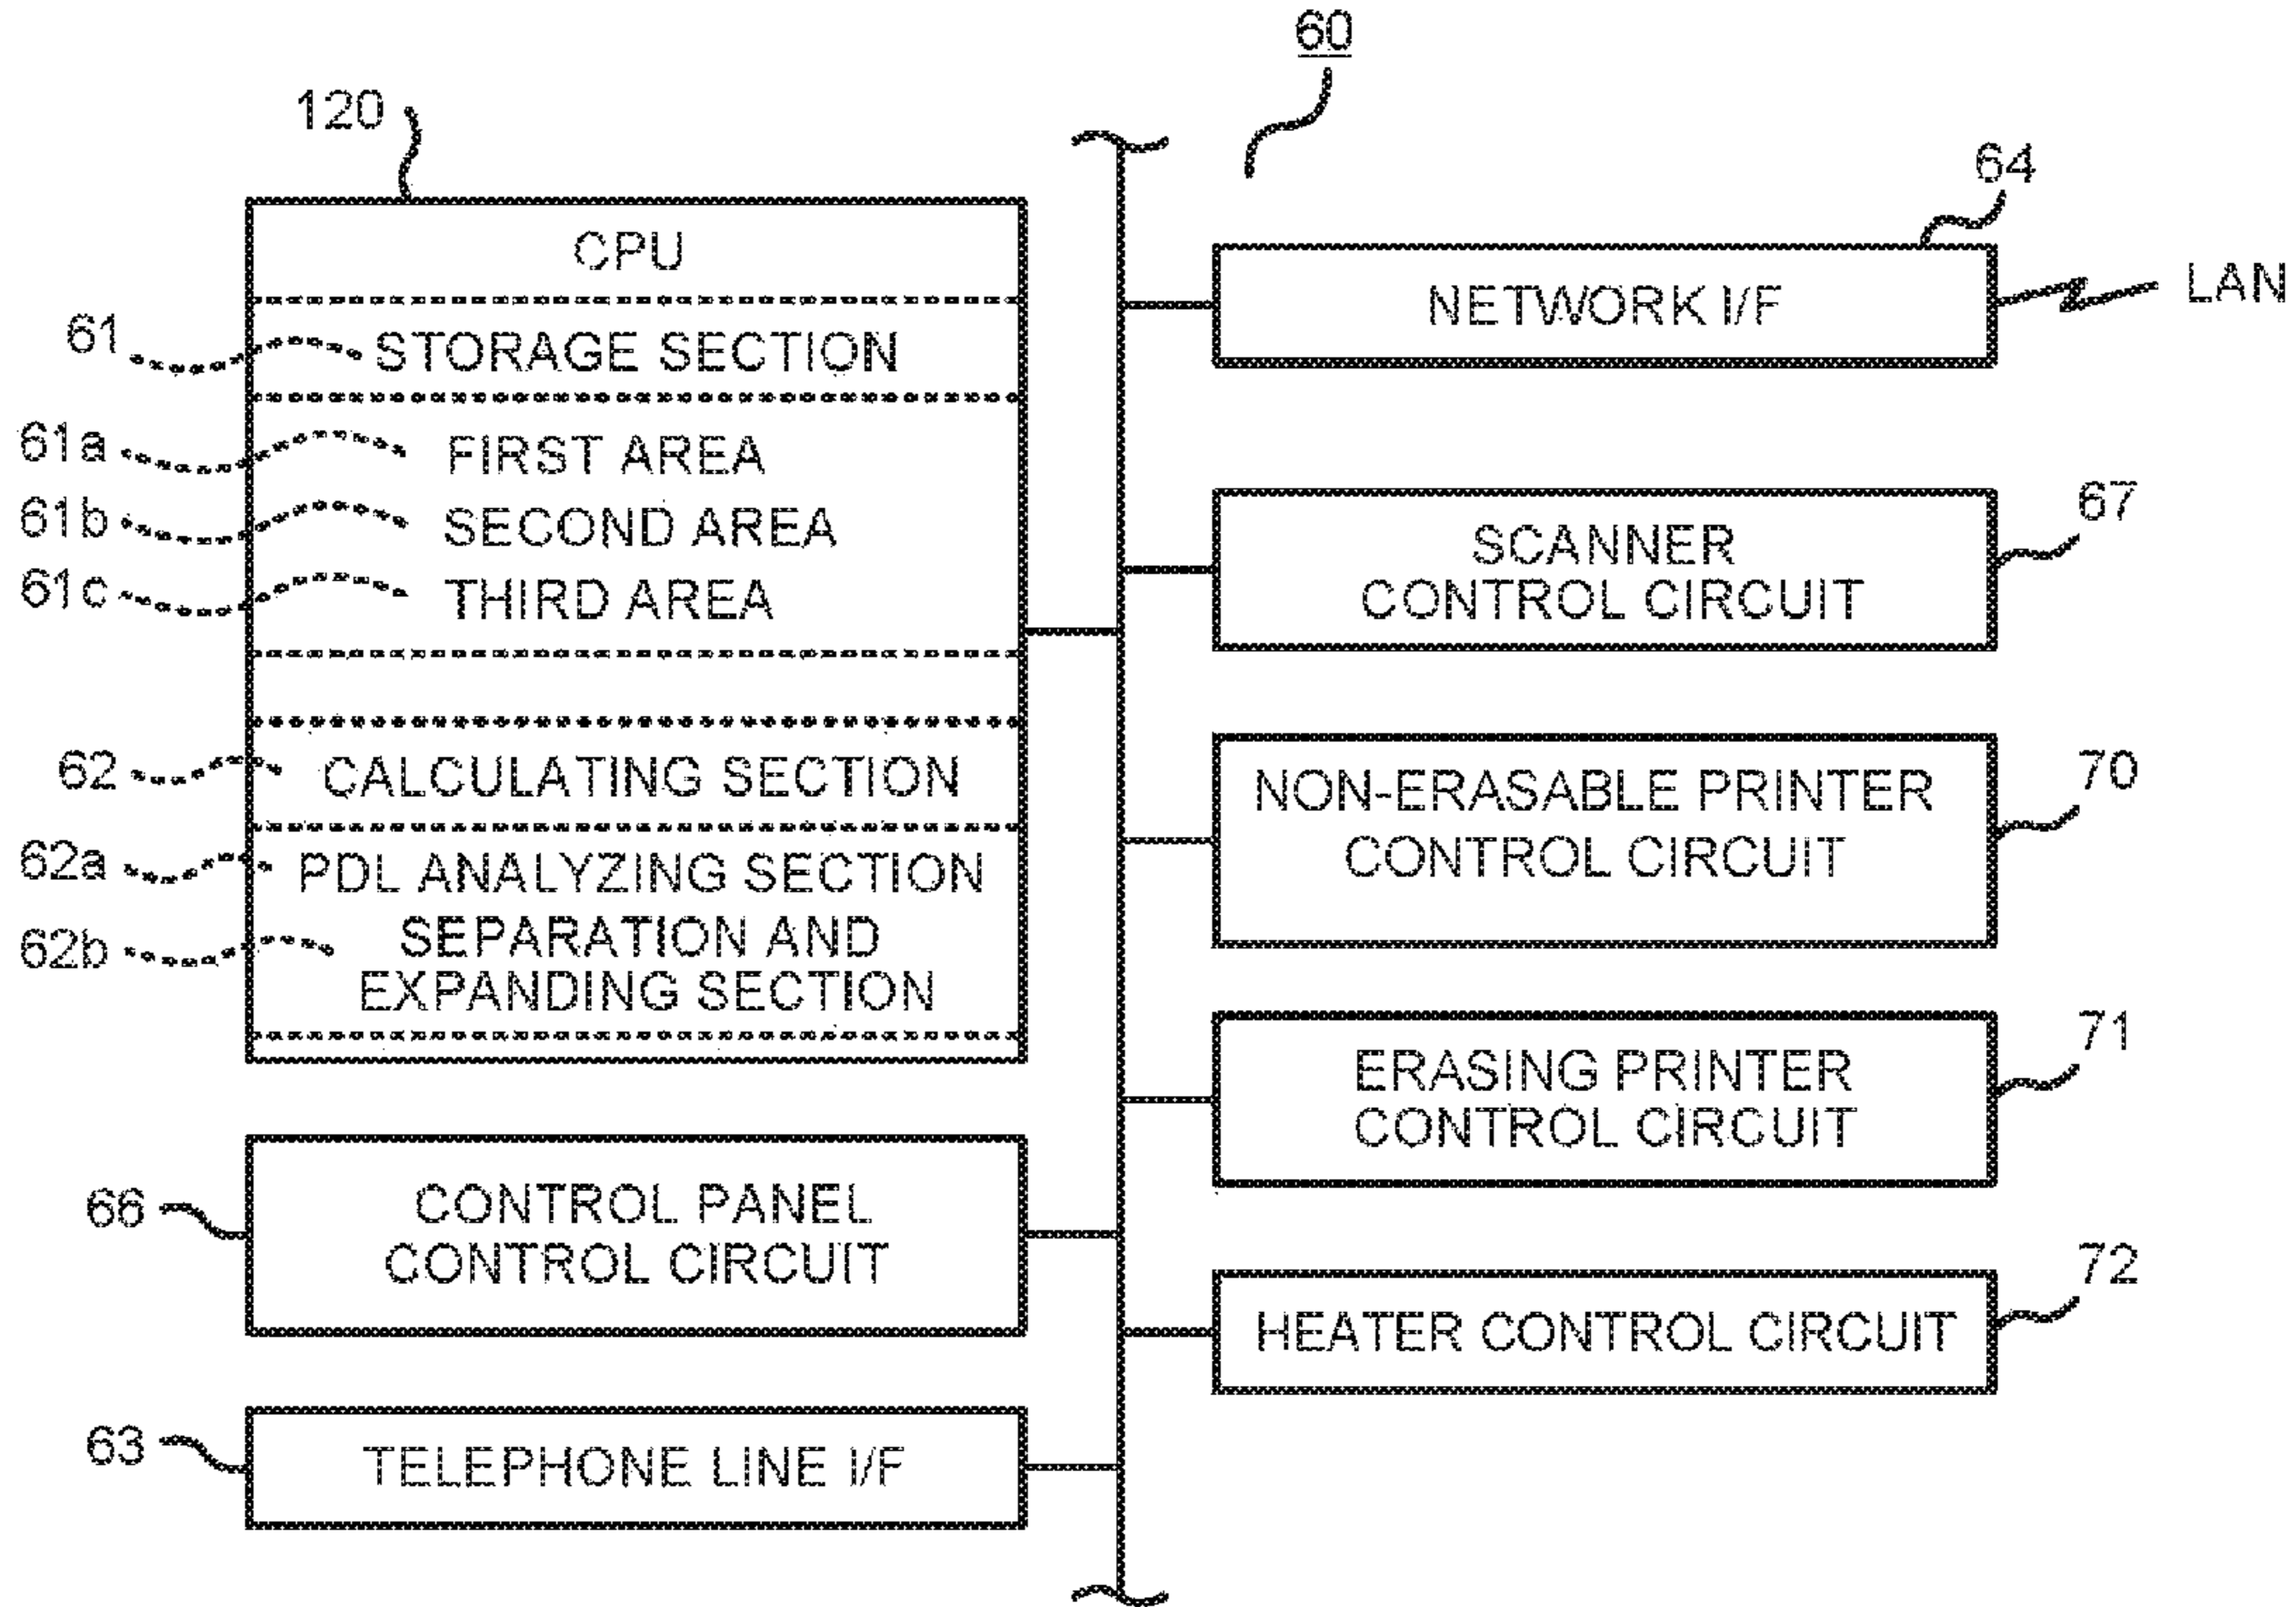 60
120
CPU
61
STORAGE SECTION
61a
FIRST AREA
61b
SECOND AREA
61c
THIRD AREA
62
CALCULATING SECTION
62a
PDL ANALYZING SECTION
62b
SEPARATION AND
EXPANDING SECTION
66
CONTROL PANEL
CONTROL CIRCUIT
63
TELEPHONE LINE I/F
64
NETWORK I/F
LAN
67
SCANNER
CONTROL CIRCUIT
70
NON-ERASABLE PRINTER
CONTROL CIRCUIT
71
ERASING PRINTER
CONTROL CIRCUIT
72
HEATER CONTROL CIRCUIT